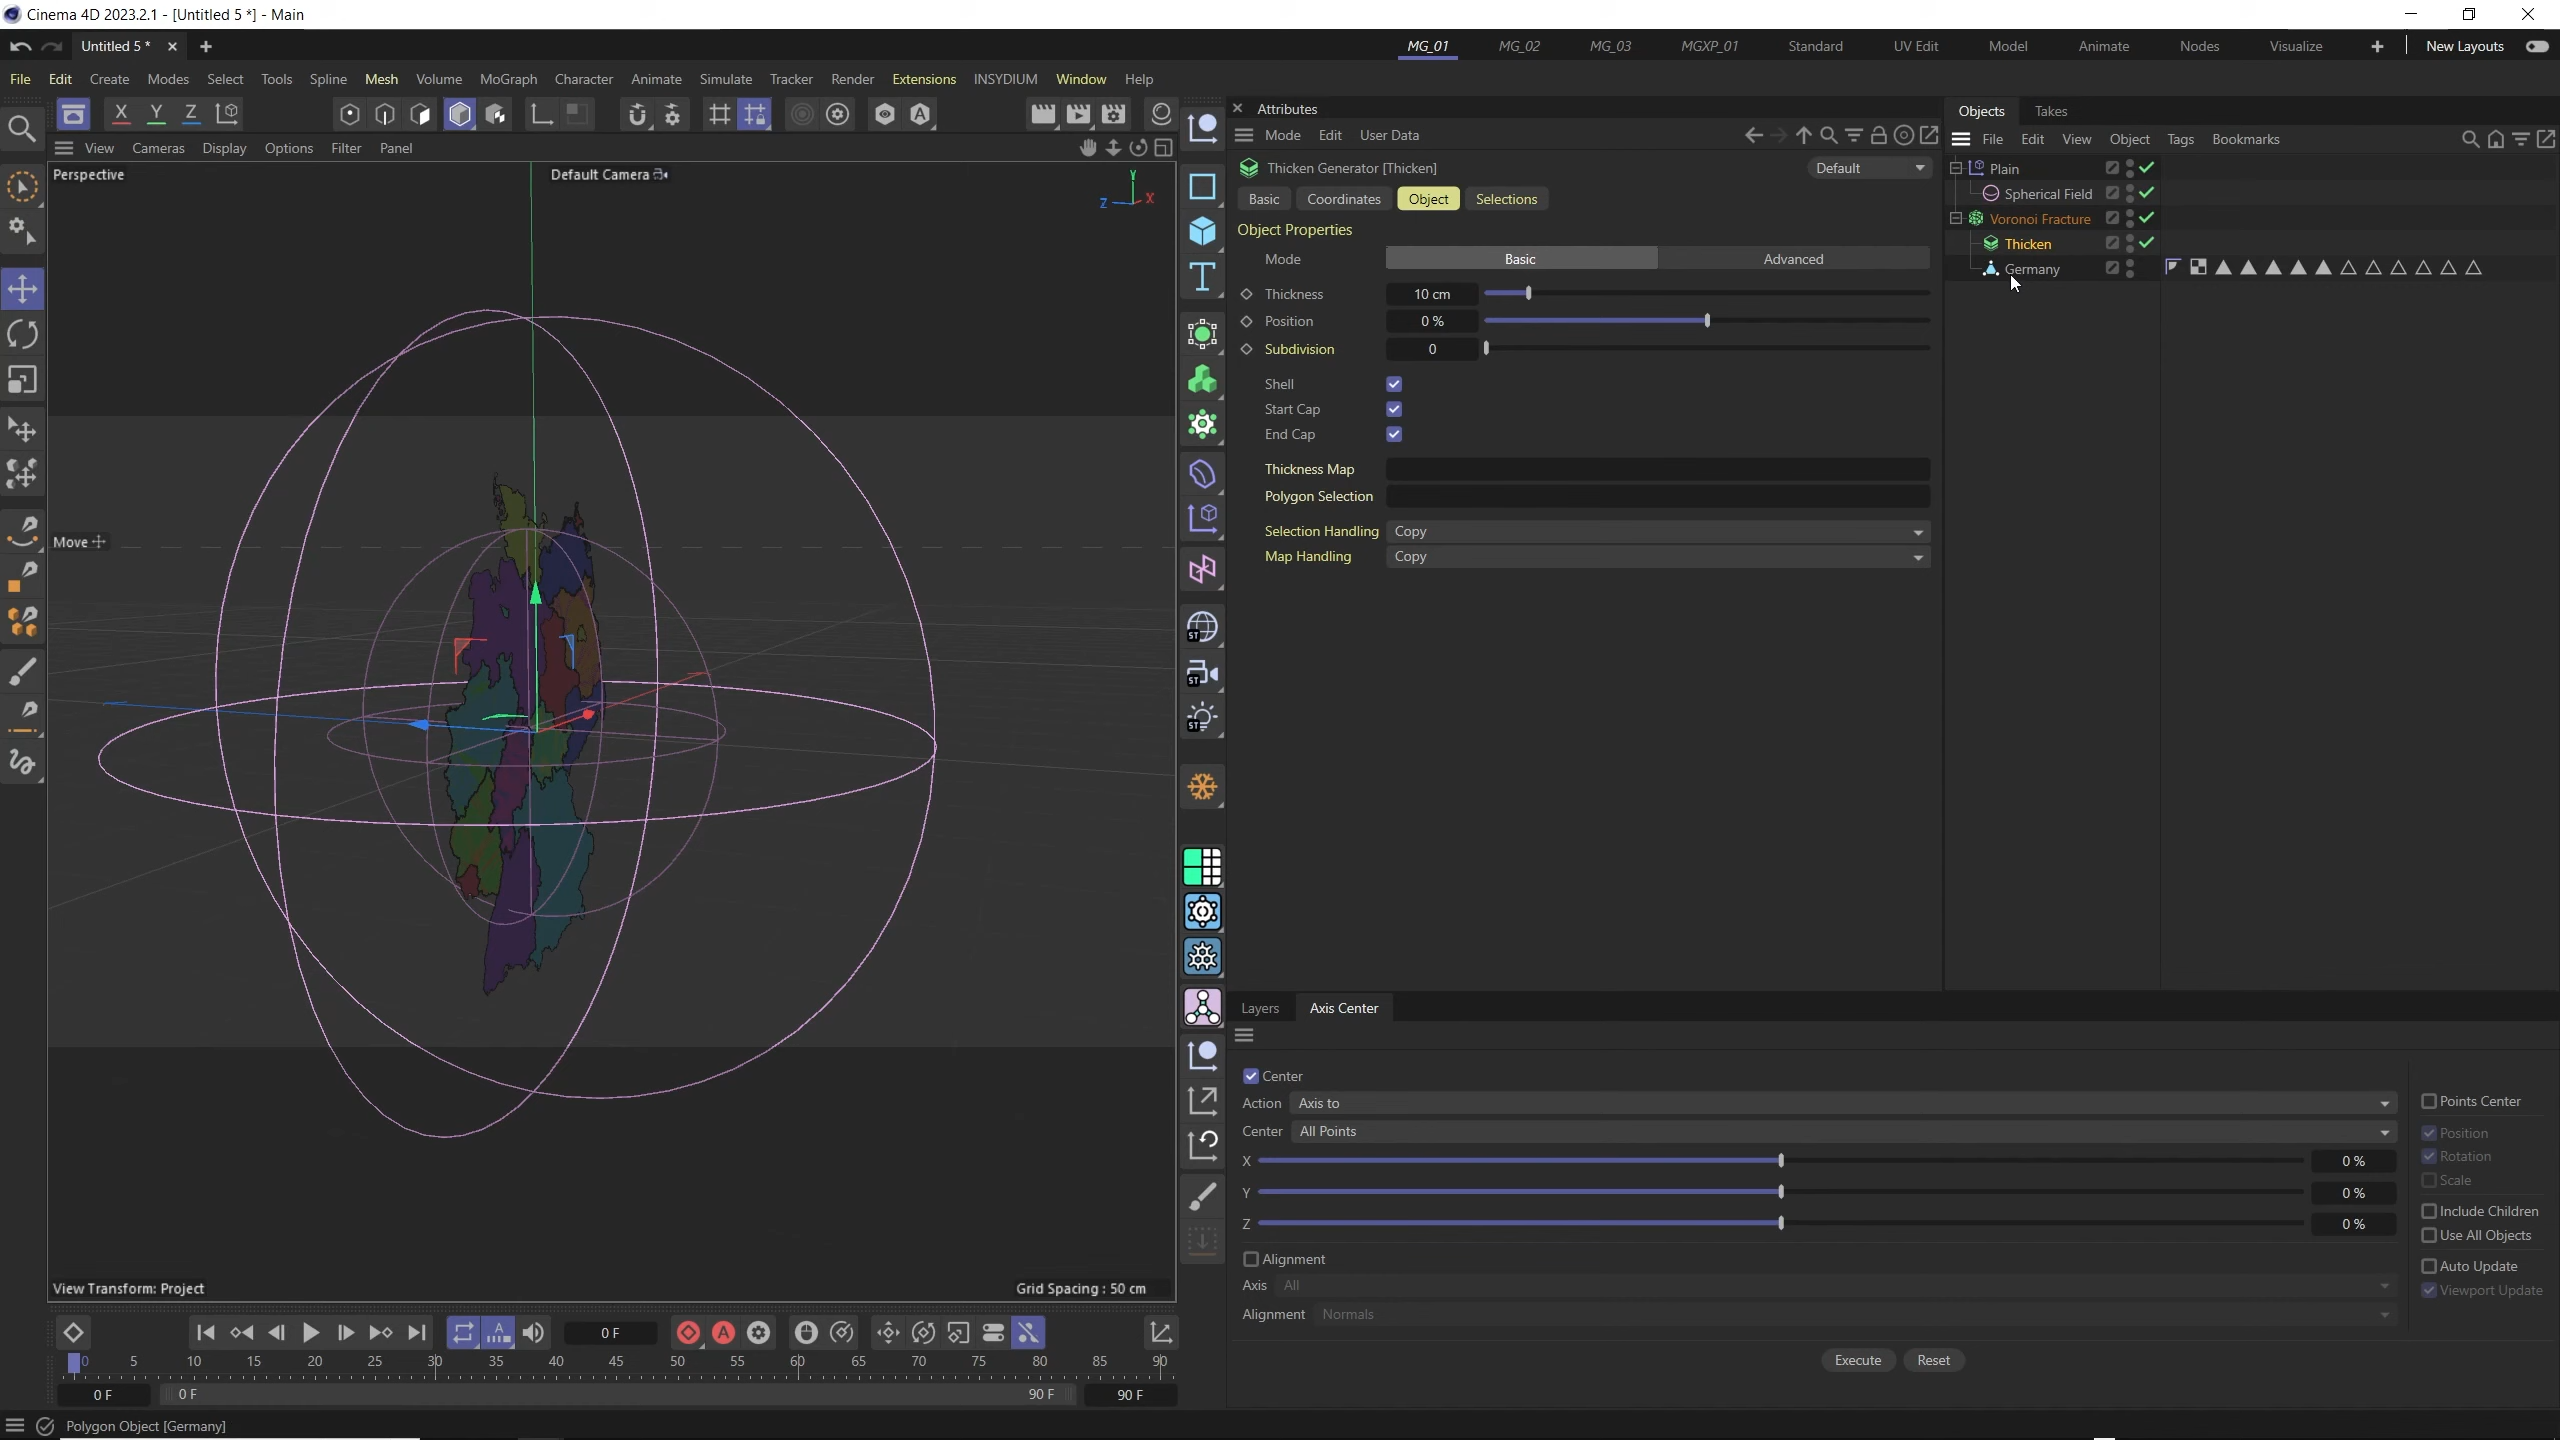 Cinema 4D 2023.2.1 - [Untitled 5 *] - Main
Untitled 5 *
MG_01 MG_02 MG_03 MGXP_01 Standard UV Edit Model Animate Nodes Visualize New Layouts
File Edit Create Modes Select Tools Spline Mesh Volume MoGraph Character Animate Simulate Tracker Render Extensions INSYDIUM Window Help
X Y Z
View Cameras Display Options Filter Panel
Perspective
Default Camera
Y
Z X
Move
View Transform: Project
Grid Spacing : 50 cm
T
ST
ST
ST
Attributes
Mode Edit User Data
Thicken Generator [Thicken]
Default
Basic Coordinates Object Selections
Object Properties
Mode Basic Advanced
Thickness 10 cm
Position 0 %
Subdivision 0
Shell
Start Cap
End Cap
Thickness Map
Polygon Selection
Selection Handling Copy
Map Handling Copy
Objects Takes
File Edit View Object Tags Bookmarks
Plain
Spherical Field
Voronoi Fracture
Thicken
Germany
Layers Axis Center
Center
Action Axis to
Center All Points
X 0 %
Y 0 %
Z 0 %
Alignment
Axis All
Alignment Normals
Points Center
Position
Rotation
Scale
Include Children
Use All Objects
Auto Update
Viewport Update
Execute Reset
A 0 F A
0 5 10 15 20 25 30 35 40 45 50 55 60 65 70 75 80 85 90
0 F 0 F 90 F 90 F
Polygon Object [Germany]